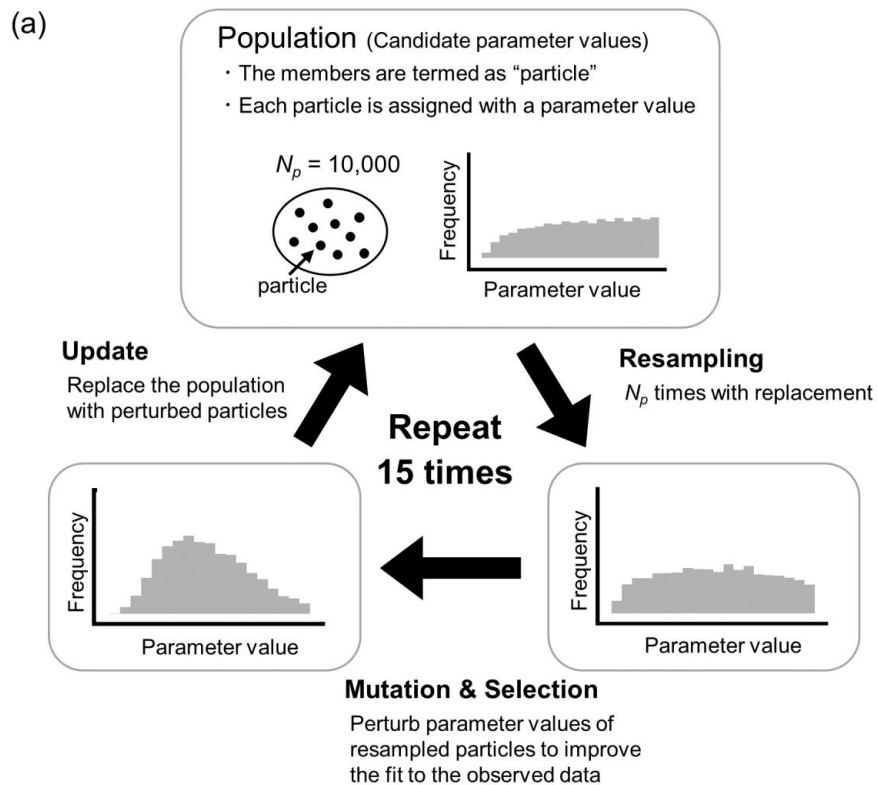 (a)
Population (Candidate parameter values)
・The members are termed as “particle”
・Each particle is assigned with a parameter value
Np = 10,000
particle
Frequency
Parameter value
Update
Replace the population
with perturbed particles
Resampling
Np times with replacement
Repeat
15 times
Frequency
Parameter value
Frequency
Parameter value
Mutation & Selection
Perturb parameter values of
resampled particles to improve
the fit to the observed data